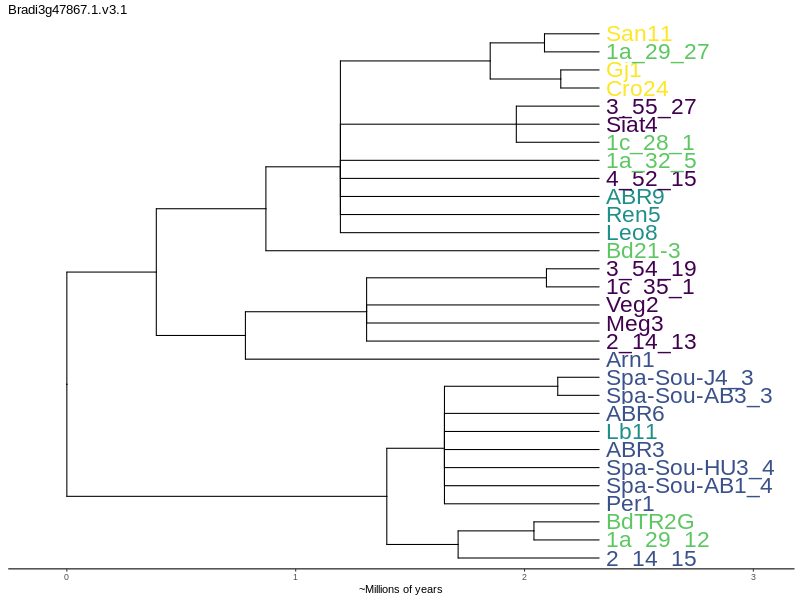 Bradi3g47867.1.v3.1
San11
1a_29_27
Gj1
Cro24
3_55_27
Siat4
1c_28_1
1a_32_5
4_52_15
ABR9
Ren5
Leo8
Bd21-3
3_54_19
1c_35_1
Veg2
Meg3
2_14_13
Arn1
Spa-Sou-J4_3
Spa-Sou-AB3_3
ABR6
Lb11
ABR3
Spa-Sou-HU3_4
Spa-Sou-AB1_4
Per1
BdTR2G
1a_29_12
2_14_15
0 1 2 3
~Millions of years